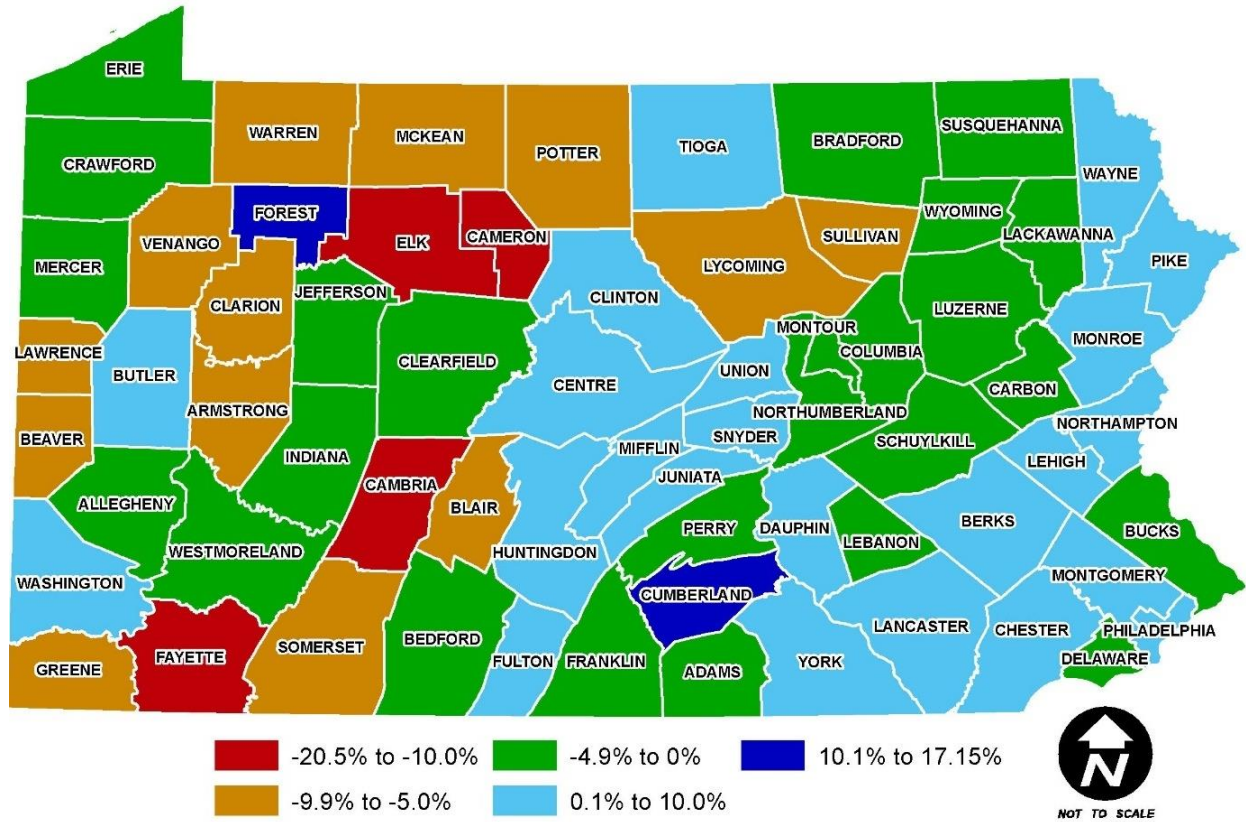 ERIE
WARREN
MCKEAN
POTTER
TIOGA
BRADFORD
SUSQUEHANNA
CRAWFORD
WAYNE
FOREST
WYOMING
VENANGO
ELK
CAMERON
SULLIVAN
LACKAWANNA
MERCER
LYCOMING
PIKE
JEFFERSON
CLARION
CLINTON
LUZERNE
MONTOUR
LAWRENCE
CLEARFIELD
COLUMBIA
MONROE
BUTLER
CENTRE
UNION
CARBON
ARMSTRONG
NORTHUMBERLAND
NORTHAMPTON
BEAVER
SNYDER
SCHUYLKILL
MIFFLIN
INDIANA
LEHIGH
JUNIATA
CAMBRIA
ALLEGHENY
BLAIR
BERKS
PERRY
DAUPHIN
BUCKS
LEBANON
WESTMORELAND
HUNTINGDON
MONTGOMERY
WASHINGTON
CUMBERLAND
LANCASTER
CHESTER
PHILADELPHIA
BEDFORD
SOMERSET
FAYETTE
FULTON
FRANKLIN
YORK
DELAWARE
GREENE
ADAMS
-20.5% to -10.0%
-4.9% to 0%
10.1% to 17.15%
-9.9% to -5.0%
0.1% to 10.0%
N
NOT TO SCALE